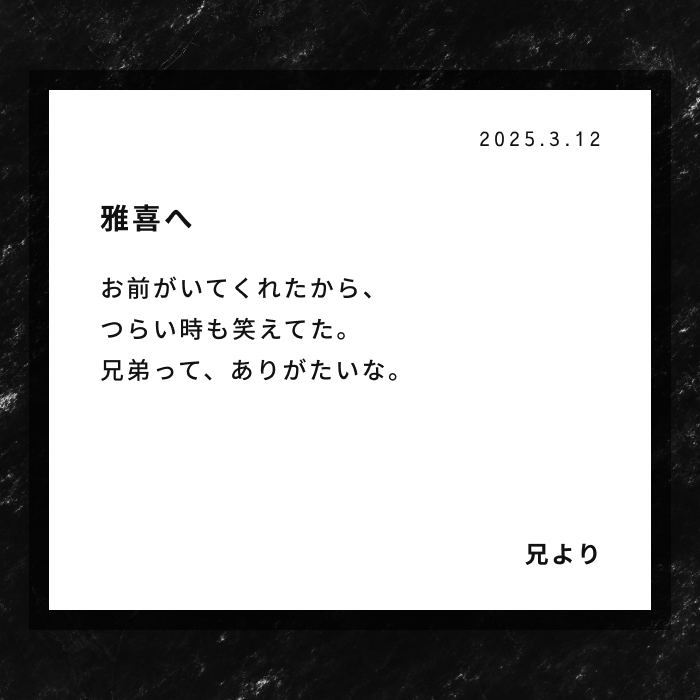 2025.3.12
雅喜へ
お前がいてくれたから、
つらい時も笑えてた。
兄弟って、ありがたいな。
兄より